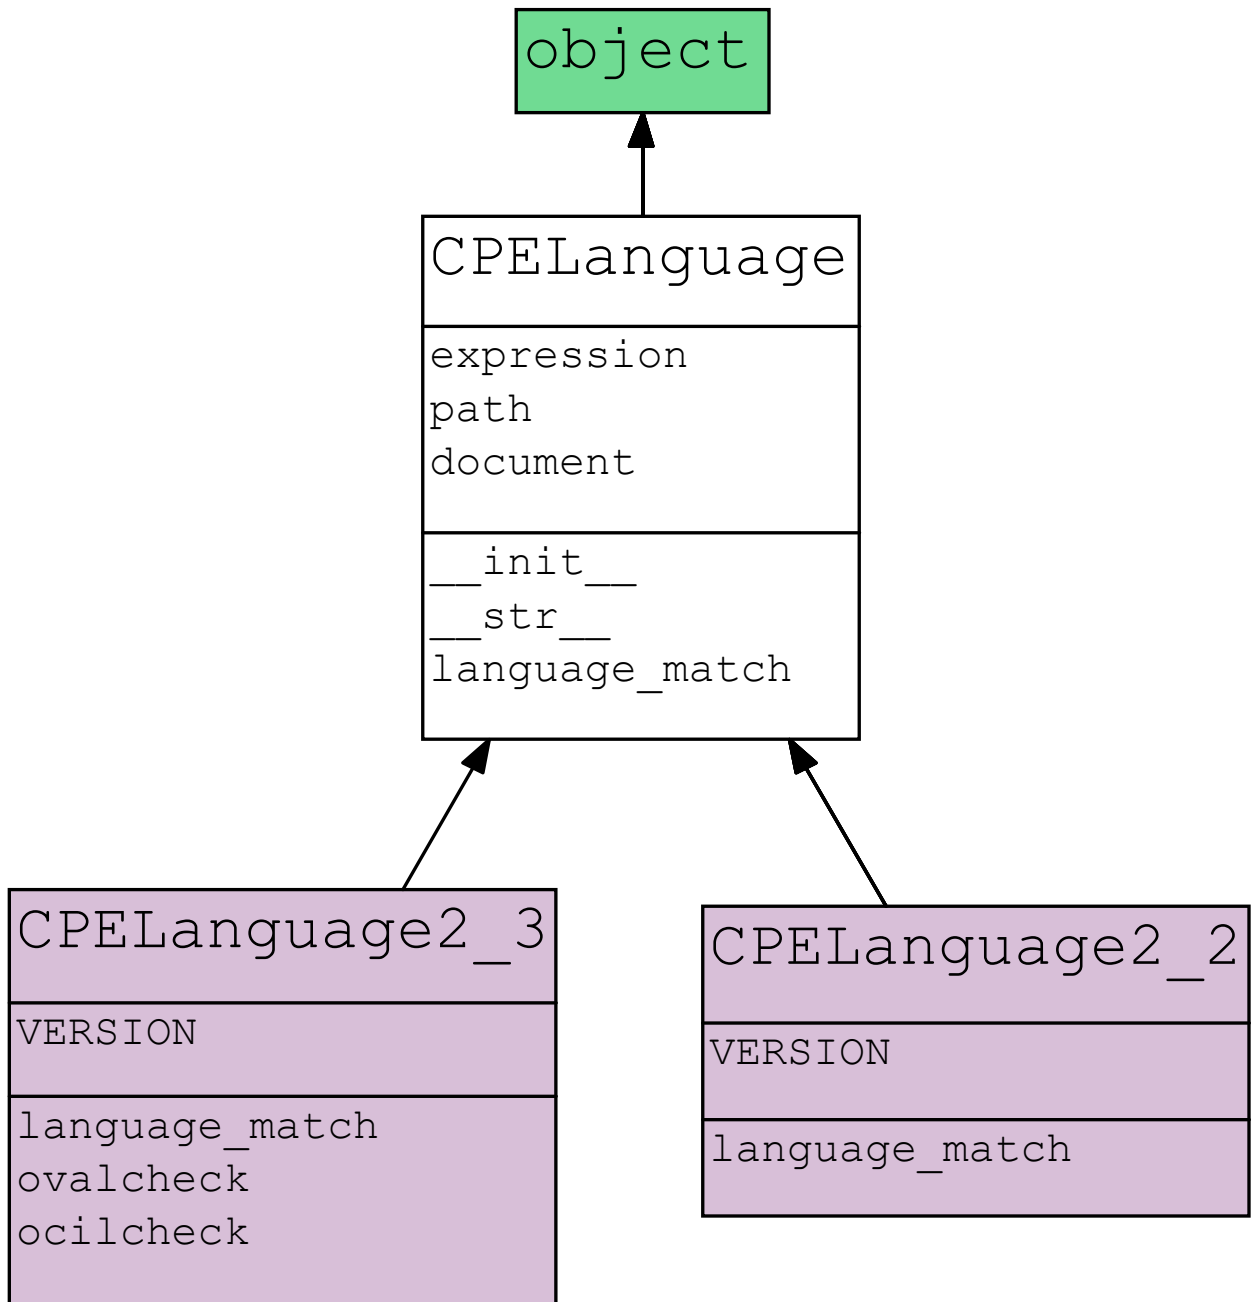 object
CPELanguage
expression
path
document
__init__
__str__
language_match
CPELanguage2_3
VERSION
language_match
ovalcheck
ocilcheck
CPELanguage2_2
VERSION
language_match